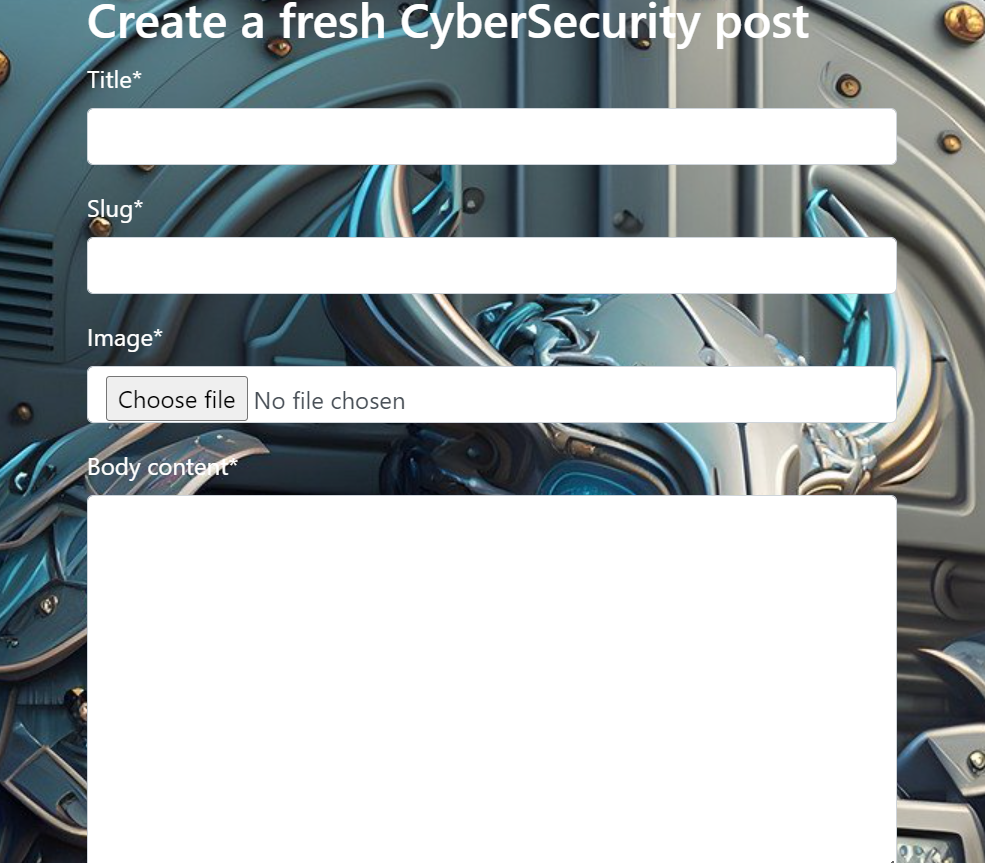 Create a fresh CyberSecurity post
Title*
Slug*
Image*
Choose file No file chosen
Body content*